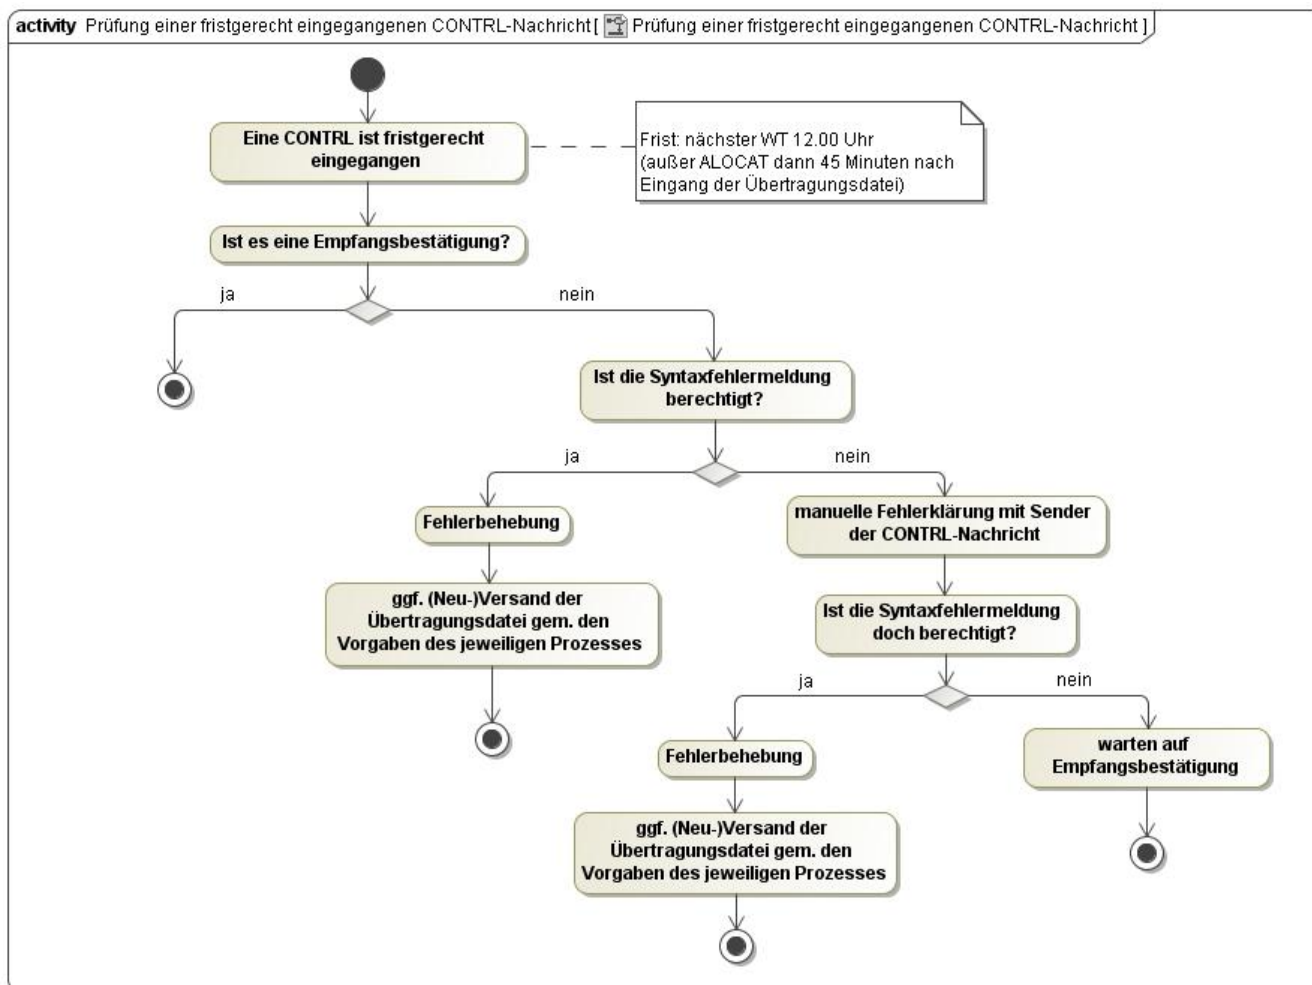 activity Prüfung einer fristgerecht eingegangenen CONTRL-Nachricht [ Prüfung einer fristgerecht eingegangenen CONTRL-Nachricht ]
Eine CONTRL ist fristgerecht
eingegangen
Frist: nächster WT 12.00 Uhr
(außer ALOCAT dann 45 Minuten nach
Eingang der Übertragungsdatei)
Ist es eine Empfangsbestätigung?
ja
nein
Ist die Syntaxfehlermeldung
berechtigt?
ja
nein
Fehlerbehebung
manuelle Fehlerklärung mit Sender
der CONTRL-Nachricht
ggf. (Neu-)Versand der
Übertragungsdatei gem. den
Vorgaben des jeweiligen Prozesses
Ist die Syntaxfehlermeldung
doch berechtigt?
ja
nein
Fehlerbehebung
warten auf
Empfangsbestätigung
ggf. (Neu-)Versand der
Übertragungsdatei gem. den
Vorgaben des jeweiligen Prozesses